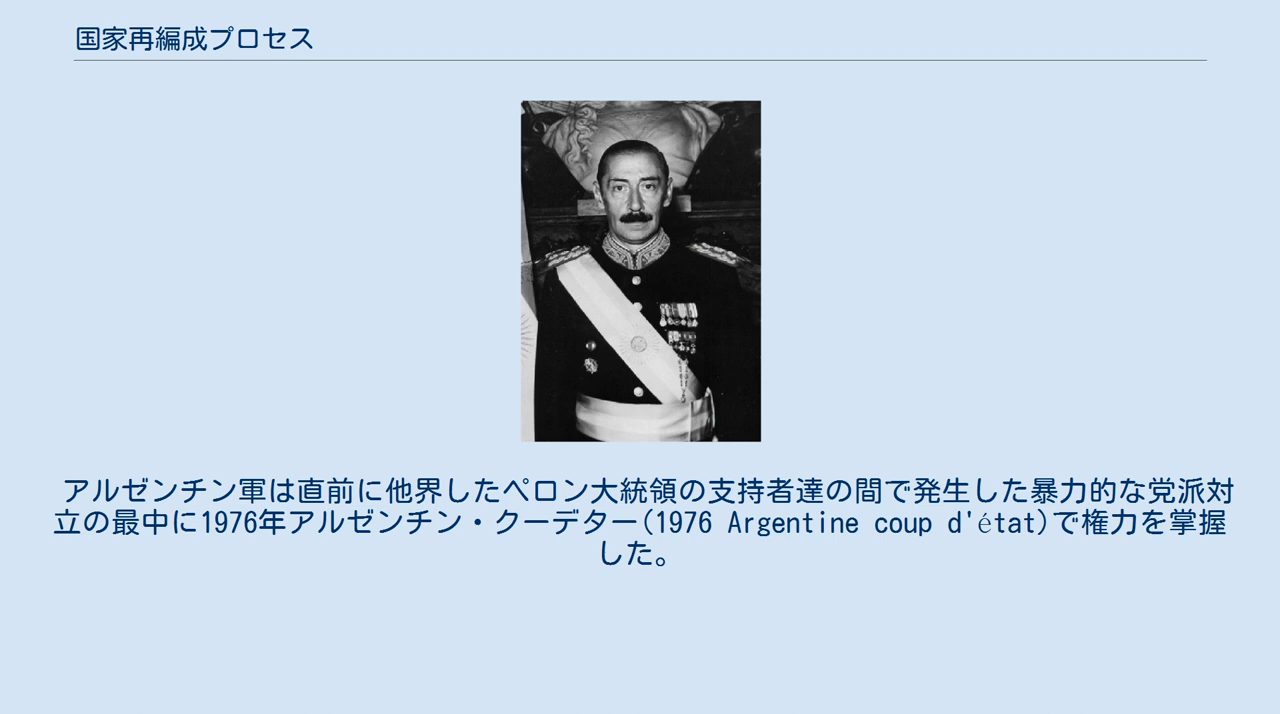 国家再編成プロセス
アルゼンチン軍は直前に他界したペロン大統領の支持者達の間で発生した暴力的な党派対
立の最中に1976年アルゼンチン・クーデター(1976 Argentine coup d'état)で権力を掌握
した。